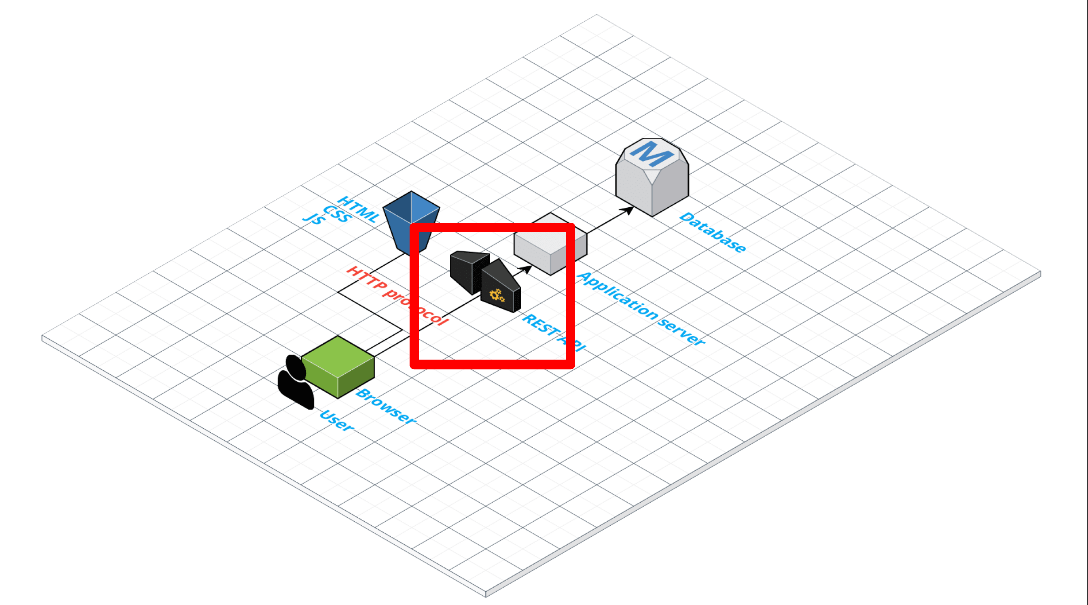 M
Database
HTML
CSS
JS
Application server
HTTP protocol
REST API
Browser
User